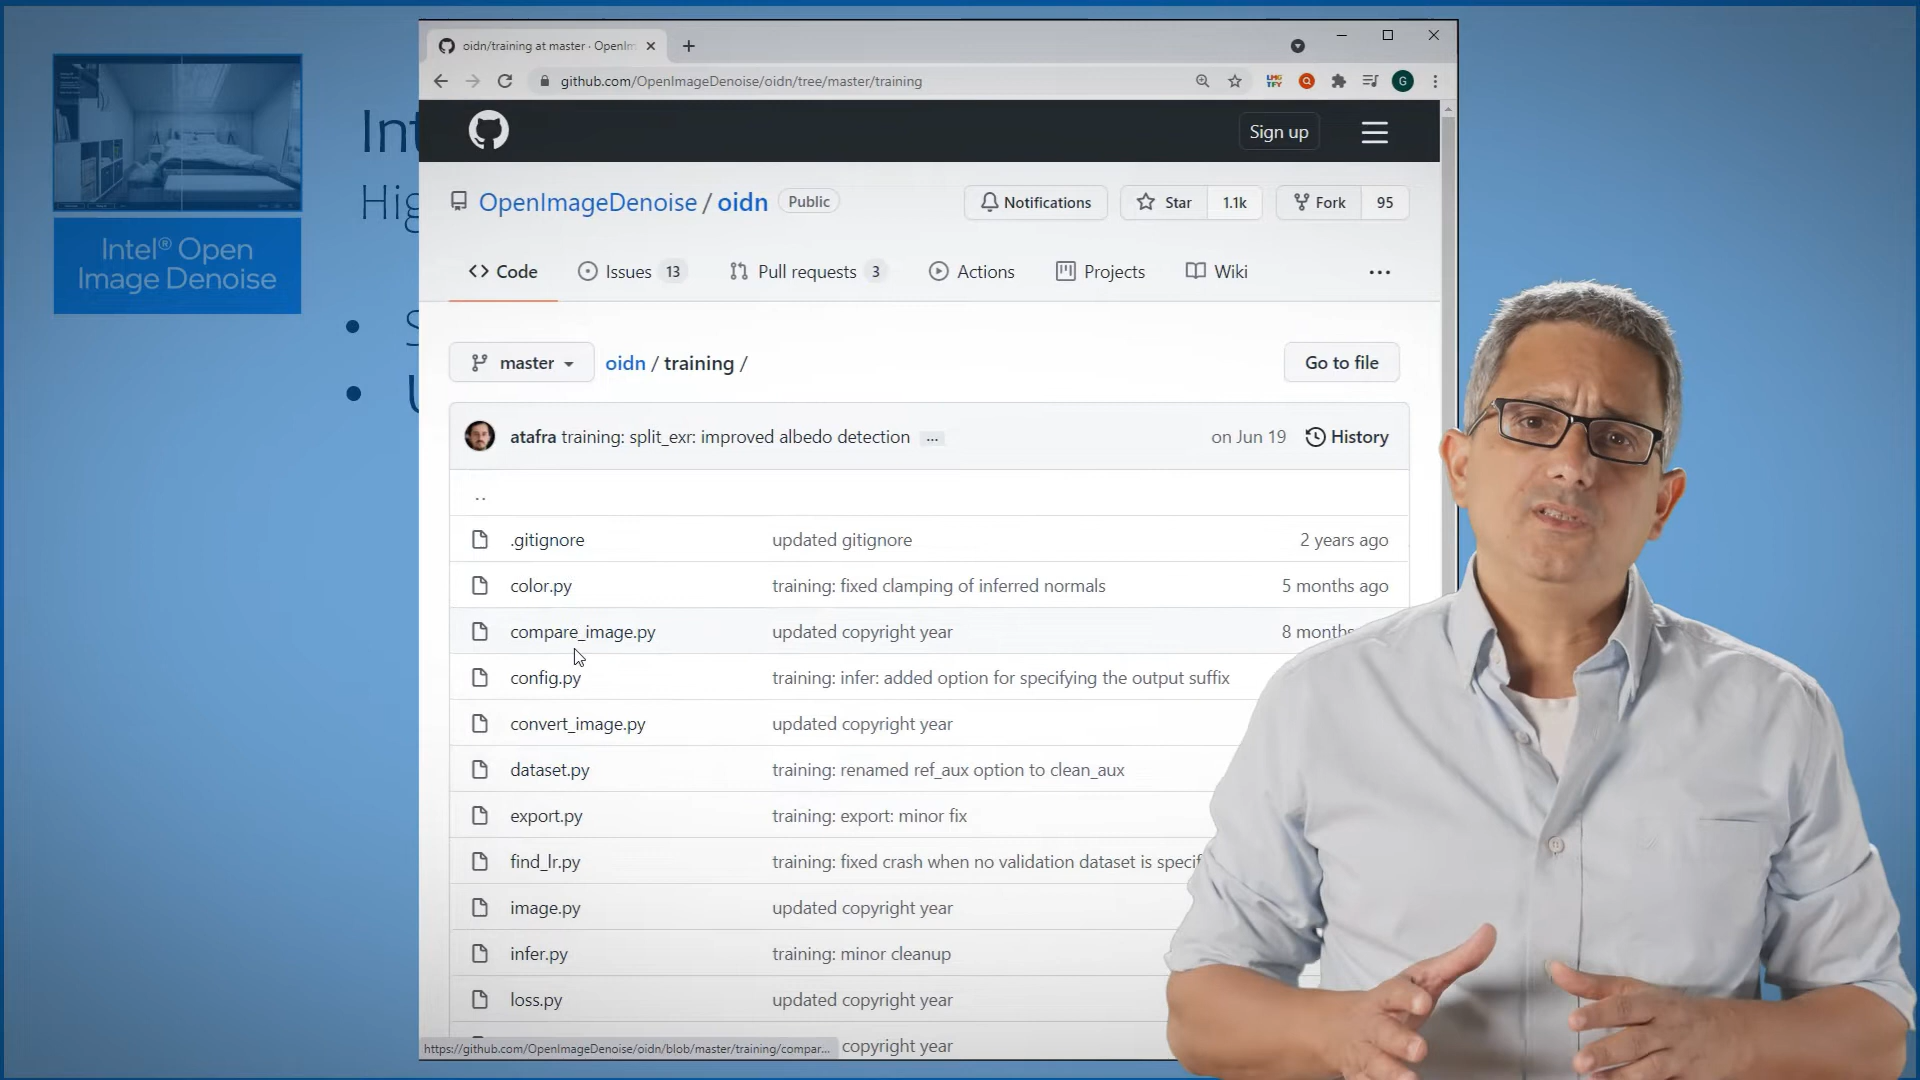 oidn/training at master · OpenIm
github.com/OpenImageDenoise/oidn/tree/master/training
G
Sign up
Int
Hig
Intel® Open
Image Denoise
OpenImageDenoise / oidn Public
Notifications Star 1.1k Fork 95
Code Issues 13 Pull requests 3 Actions Projects Wiki ...
master oidn / training / Go to file
atafra training: split_exr: improved albedo detection ... on Jun 19 History
..
.gitignore updated gitignore 2 years ago
color.py training: fixed clamping of inferred normals 5 months ago
compare_image.py updated copyright year 8 months
config.py training: infer: added option for specifying the output suffix
convert_image.py updated copyright year
dataset.py training: renamed ref_aux option to clean_aux
export.py training: export: minor fix
find_lr.py training: fixed crash when no validation dataset is specif
image.py updated copyright year
infer.py training: minor cleanup
loss.py updated copyright year
copyright year
https://github.com/OpenImageDenoise/oidn/blob/master/training/compar...